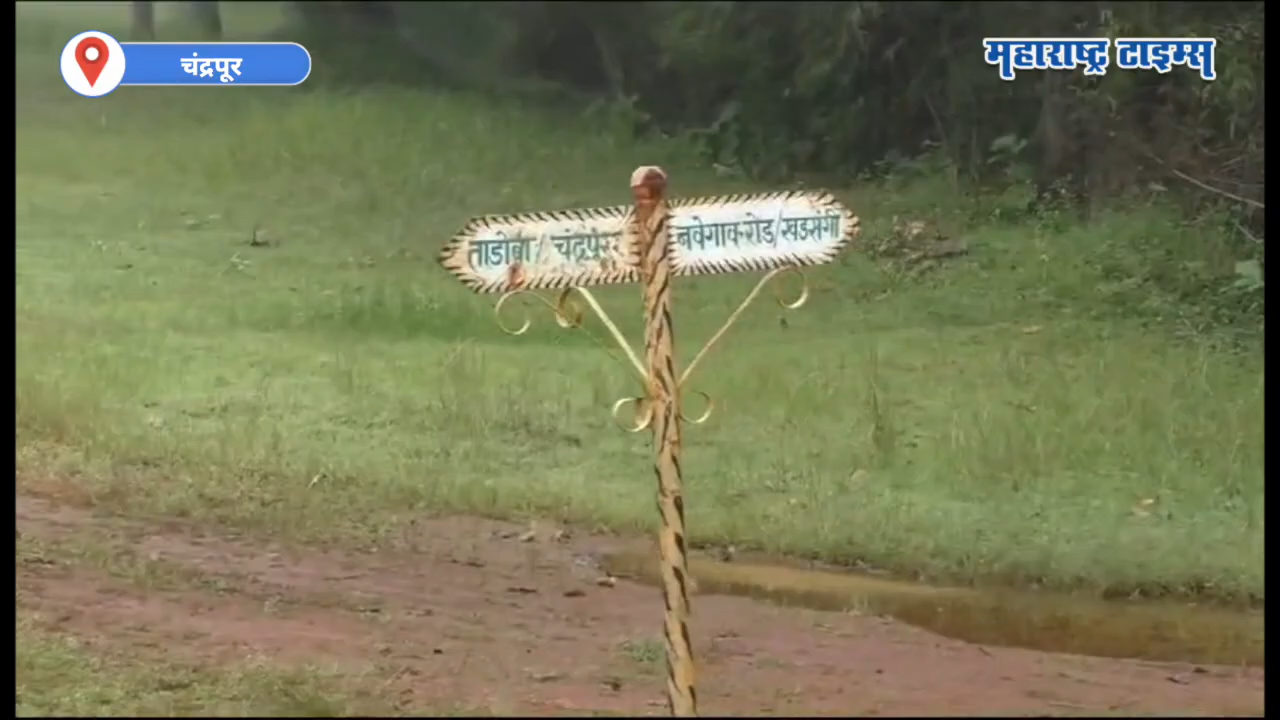 चंद्रपूर
महाराष्ट्र टाइम्स
ताडोबा / चंद्रपुर
नवेगाव-रोड/खडसंगी